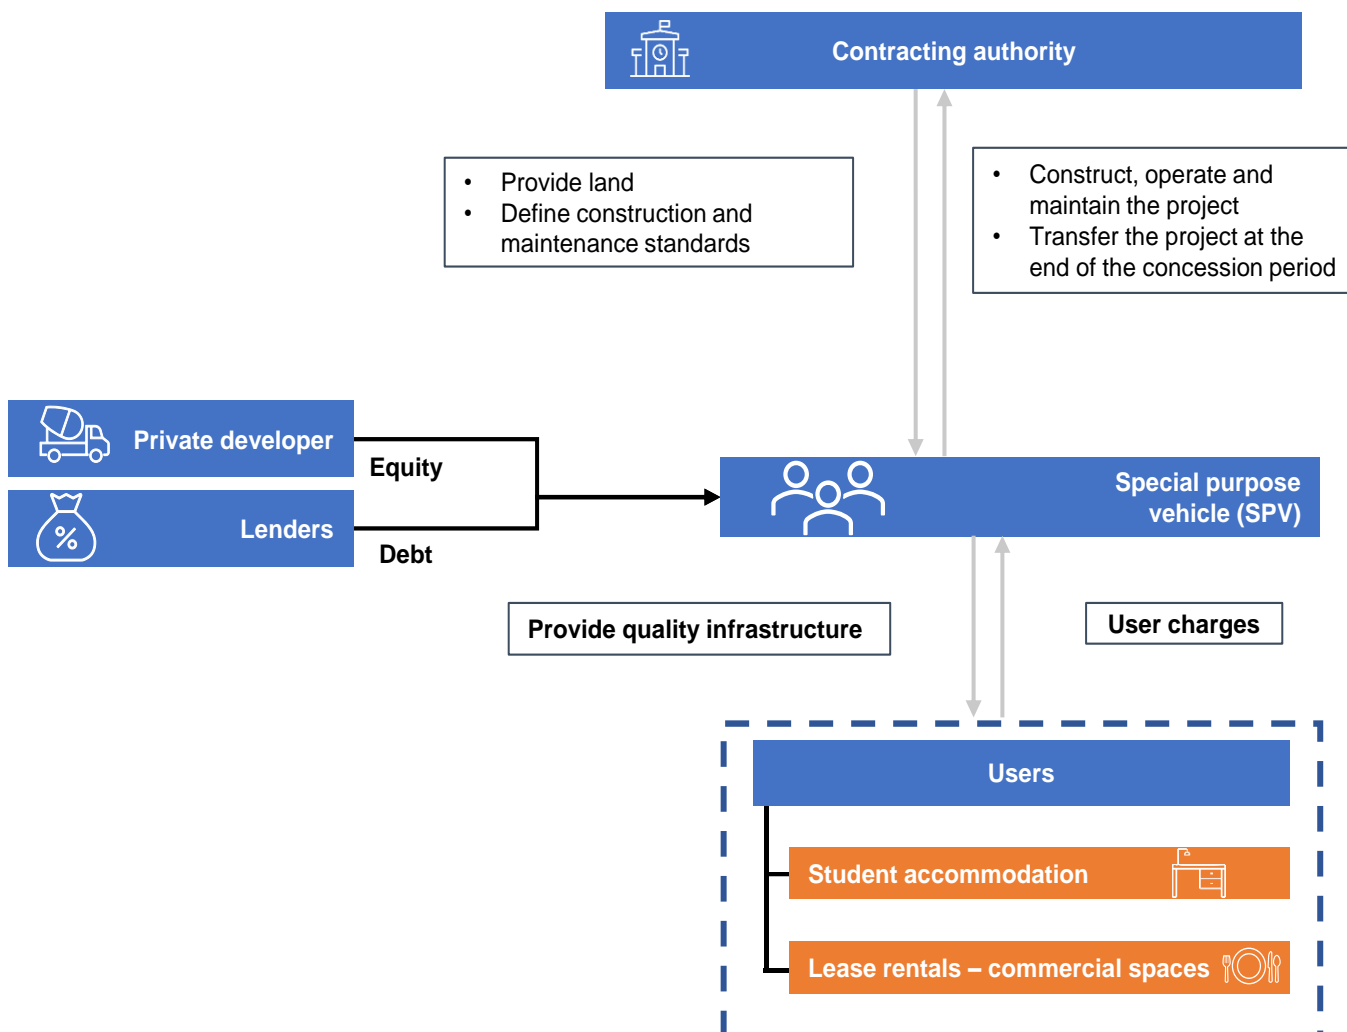 Contracting authority
• Provide land
• Define construction and
maintenance standards
• Construct, operate and
maintain the project
• Transfer the project at the
end of the concession period
Private developer
Equity
Lenders
%
Debt
Special purpose
vehicle (SPV)
Provide quality infrastructure
User charges
Users
Student accommodation
Lease rentals – commercial spaces